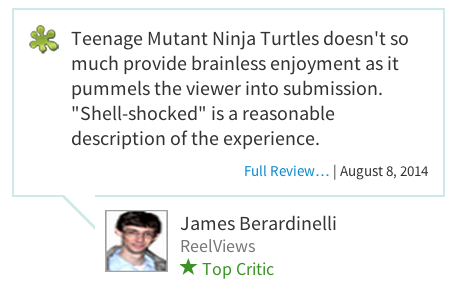 Teenage Mutant Ninja Turtles doesn't so
much provide brainless enjoyment as it
pummels the viewer into submission.
"Shell-shocked" is a reasonable
description of the experience.
Full Review... | August 8, 2014
James Berardinelli
ReelViews
Top Critic